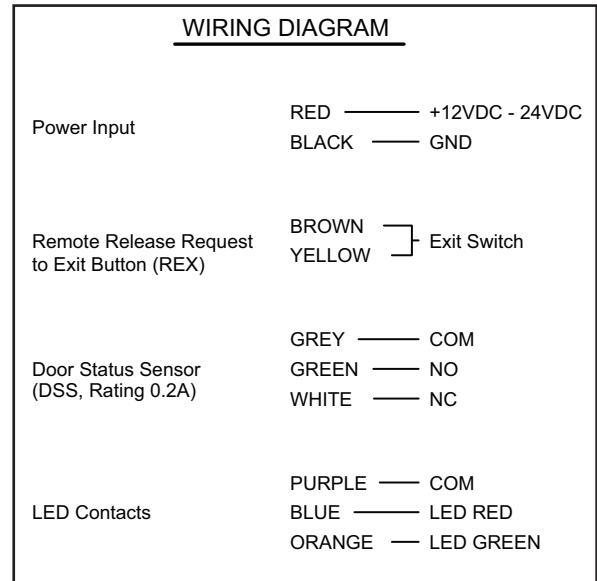 WIRING DIAGRAM
Power Input
RED +12VDC - 24VDC
BLACK GND
Remote Release Request
to Exit Button (REX)
BROWN
YELLOW
Exit Switch
Door Status Sensor
(DSS, Rating 0.2A)
GREY COM
GREEN NO
WHITE NC
LED Contacts
PURPLE COM
BLUE LED RED
ORANGE LED GREEN